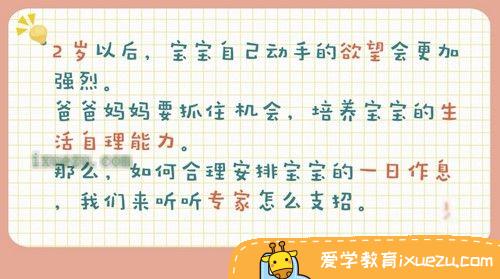 2岁以后，宝宝自己动手的欲望会更加
强烈。
爸爸妈妈要抓住机会，培养宝宝的生
活自理能力。
ixuezu.com
那么，如何合理安排宝宝的一日作息
，我们来听听专家怎么支招。
爱学教育ixuezu.com